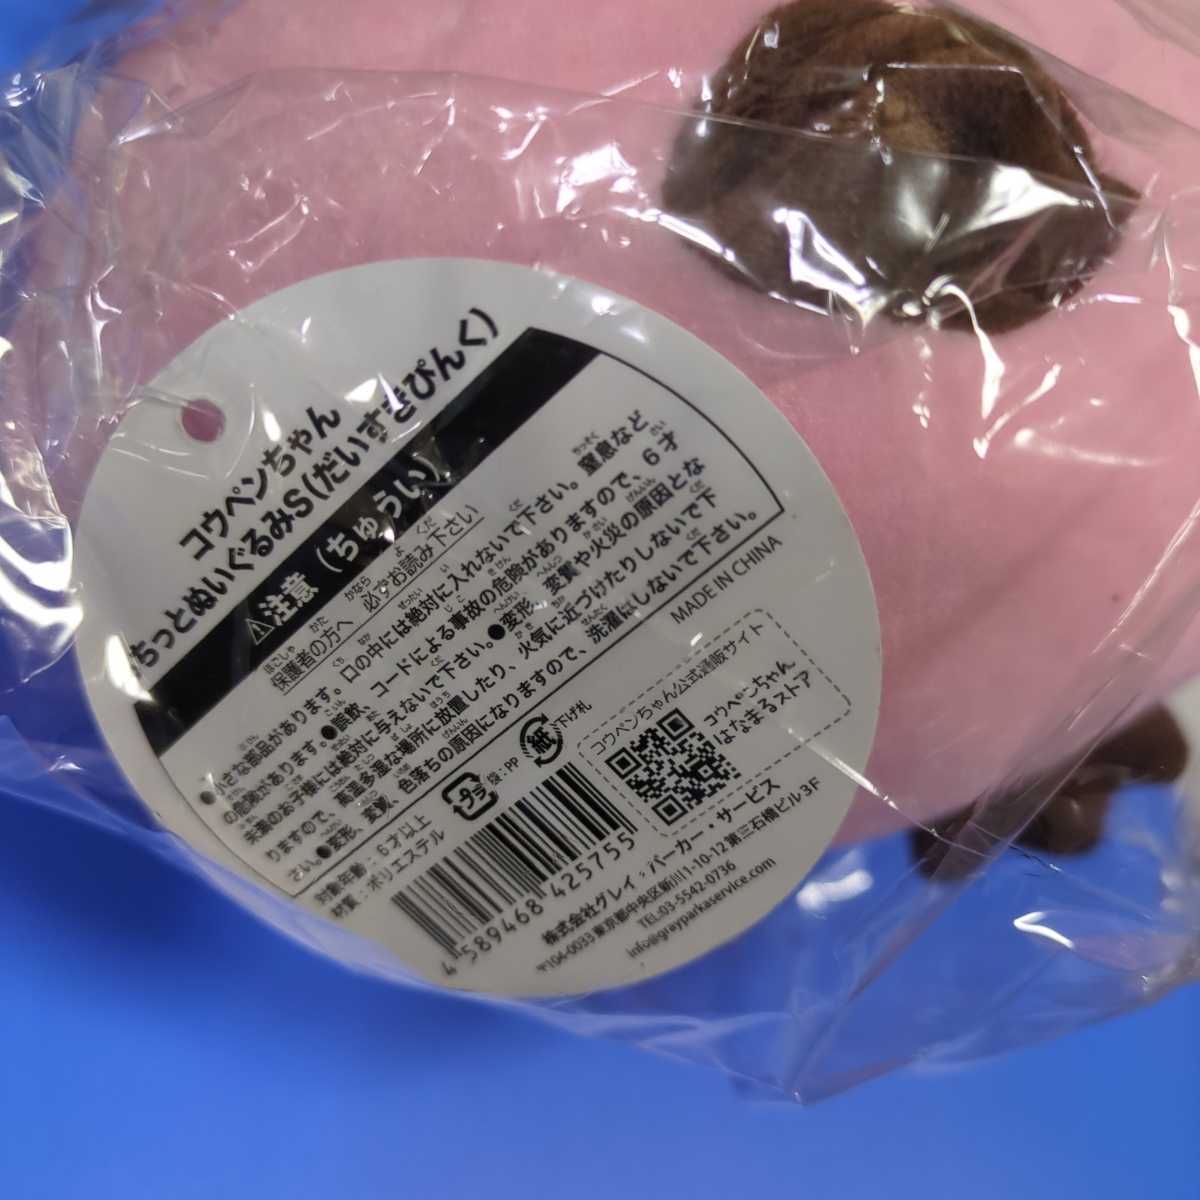 コウペンちゃん
もちっとぬいぐるみS(だいすきぴんく)
⚠注意（ちゅうい）
保護者の方へ 必ずお読み下さい
●小さな部品があります。口の中には絶対に入れないで下さい。窒息など
の危険があります。●誤飲、コードによる事故の危険がありますので、6才
未満のお子様には絶対に与えないで下さい。●変形、変質や火災の原因とな
りますので、高温多湿な場所に放置したり、火気に近づけたりしないで下
さい。●変形、変質、色落ちの原因になりますので、洗濯はしないで下さい。
対象年齢：6才以上
材質：ポリエステル
MADE IN CHINA
プラ 袋：PP 紙 下げ札
4 589468 425755
コウペンちゃん公式通販サイト
コウペンちゃん
はなまるストア
株式会社グレイ・パーカー・サービス
〒104-0033 東京都中央区新川1-10-12第三石橋ビル3F
TEL:03-5542-0736
info@grayparkaservice.com